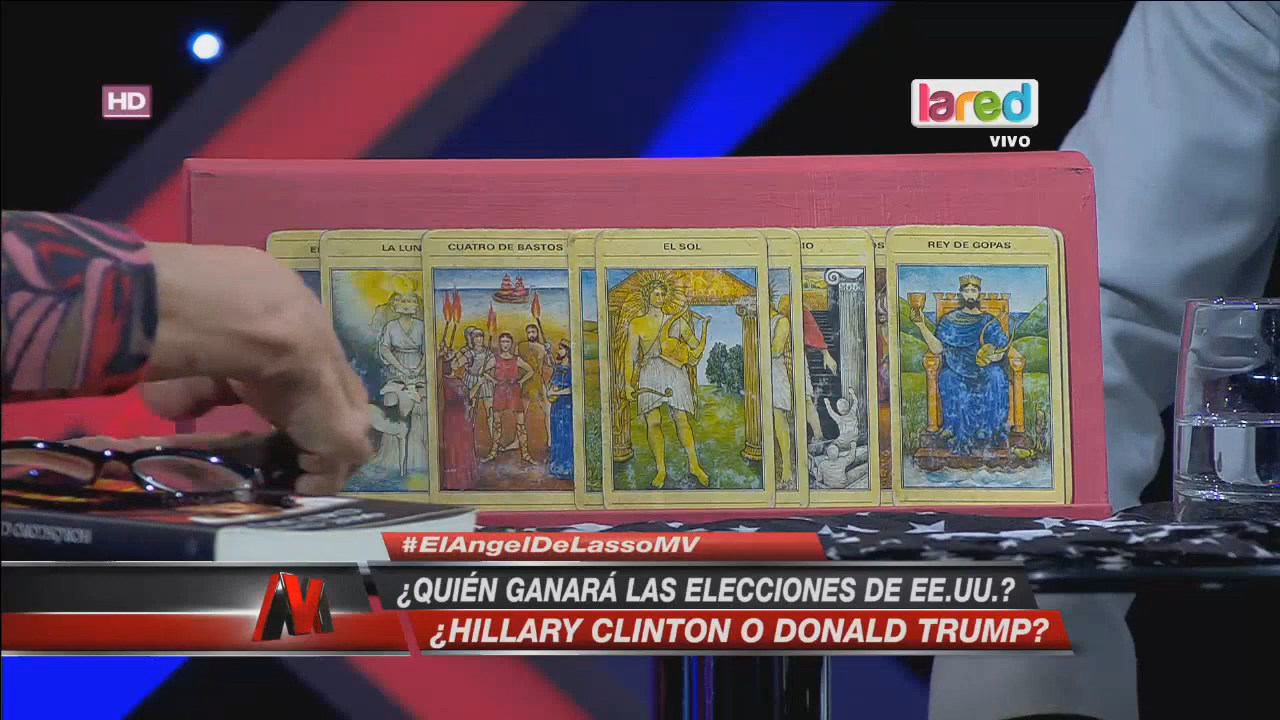 HD
lared
VIVO
LA LUN
CUATRO DE BASTOS
EL SOL
REY DE COPAS
#ElAngelDeLassoMV
¿QUIÉN GANARÁ LAS ELECCIONES DE EE.UU.?
¿HILLARY CLINTON O DONALD TRUMP?